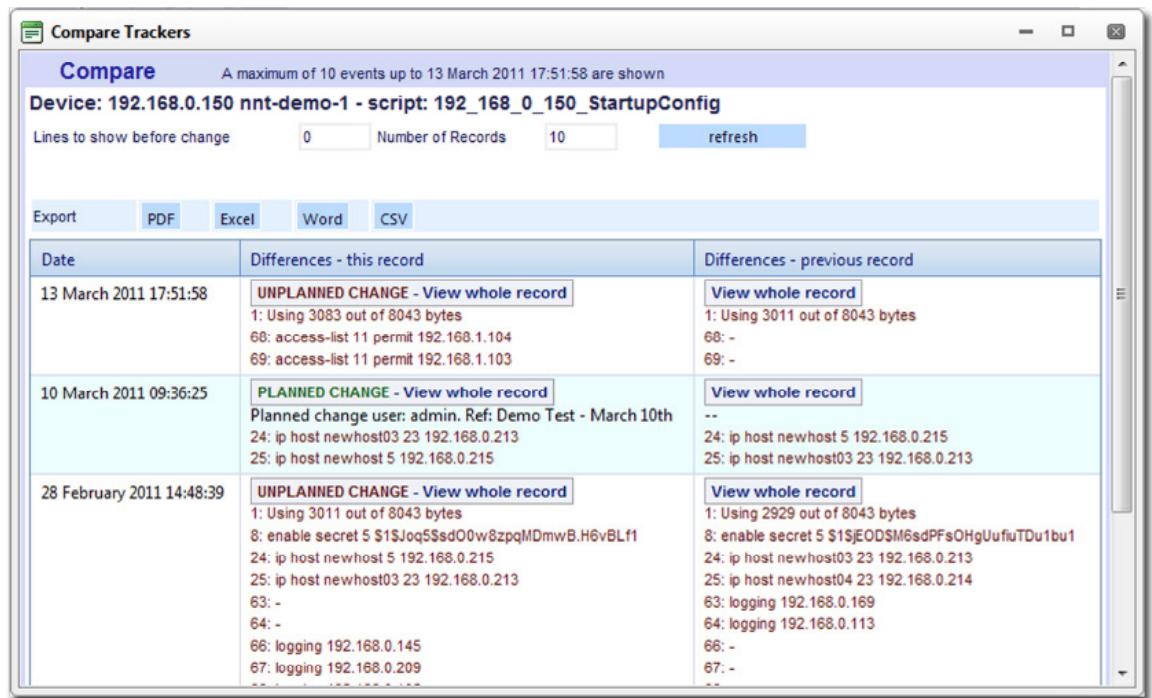 Compare Trackers
Compare A maximum of 10 events up to 13 March 2011 17:51:58 are shown
Device: 192.168.0.150 nnt-demo-1 - script: 192_168_0_150_StartupConfig
Lines to show before change 0 Number of Records 10 refresh
Export PDF Excel Word CSV
Date Differences - this record Differences - previous record
13 March 2011 17:51:58 UNPLANNED CHANGE - View whole record View whole record
1: Using 3083 out of 8043 bytes 1: Using 3011 out of 8043 bytes
68: access-list 11 permit 192.168.1.104 68: -
69: access-list 11 permit 192.168.1.103 69: -
10 March 2011 09:36:25 PLANNED CHANGE - View whole record View whole record
Planned change user: admin. Ref: Demo Test - March 10th --
24: ip host newhost03 23 192.168.0.213 24: ip host newhost 5 192.168.0.215
25: ip host newhost 5 192.168.0.215 25: ip host newhost03 23 192.168.0.213
28 February 2011 14:48:39 UNPLANNED CHANGE - View whole record View whole record
1: Using 3011 out of 8043 bytes 1: Using 2929 out of 8043 bytes
8: enable secret 5 $1$Joq5$sdO0w8zpqMDmwB.H6vBLf1 8: enable secret 5 $1$jEOD$M6sdPFsOHgUufiuTDu1bu1
24: ip host newhost 5 192.168.0.215 24: ip host newhost03 23 192.168.0.213
25: ip host newhost03 23 192.168.0.213 25: ip host newhost04 23 192.168.0.214
63: - 63: logging 192.168.0.169
64: - 64: logging 192.168.0.113
66: logging 192.168.0.145 66: -
67: logging 192.168.0.209 67: -